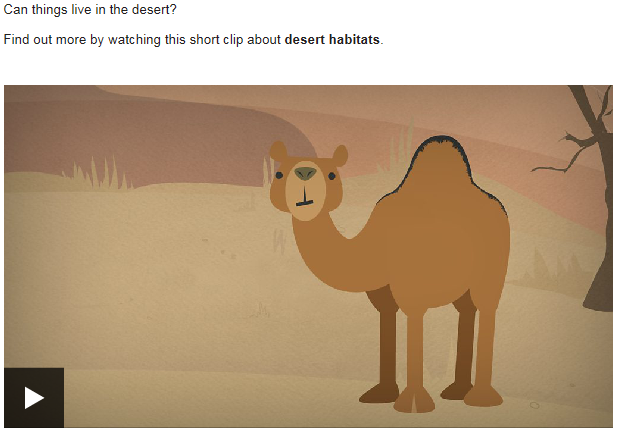 Can things live in the desert?
Find out more by watching this short clip about desert habitats.